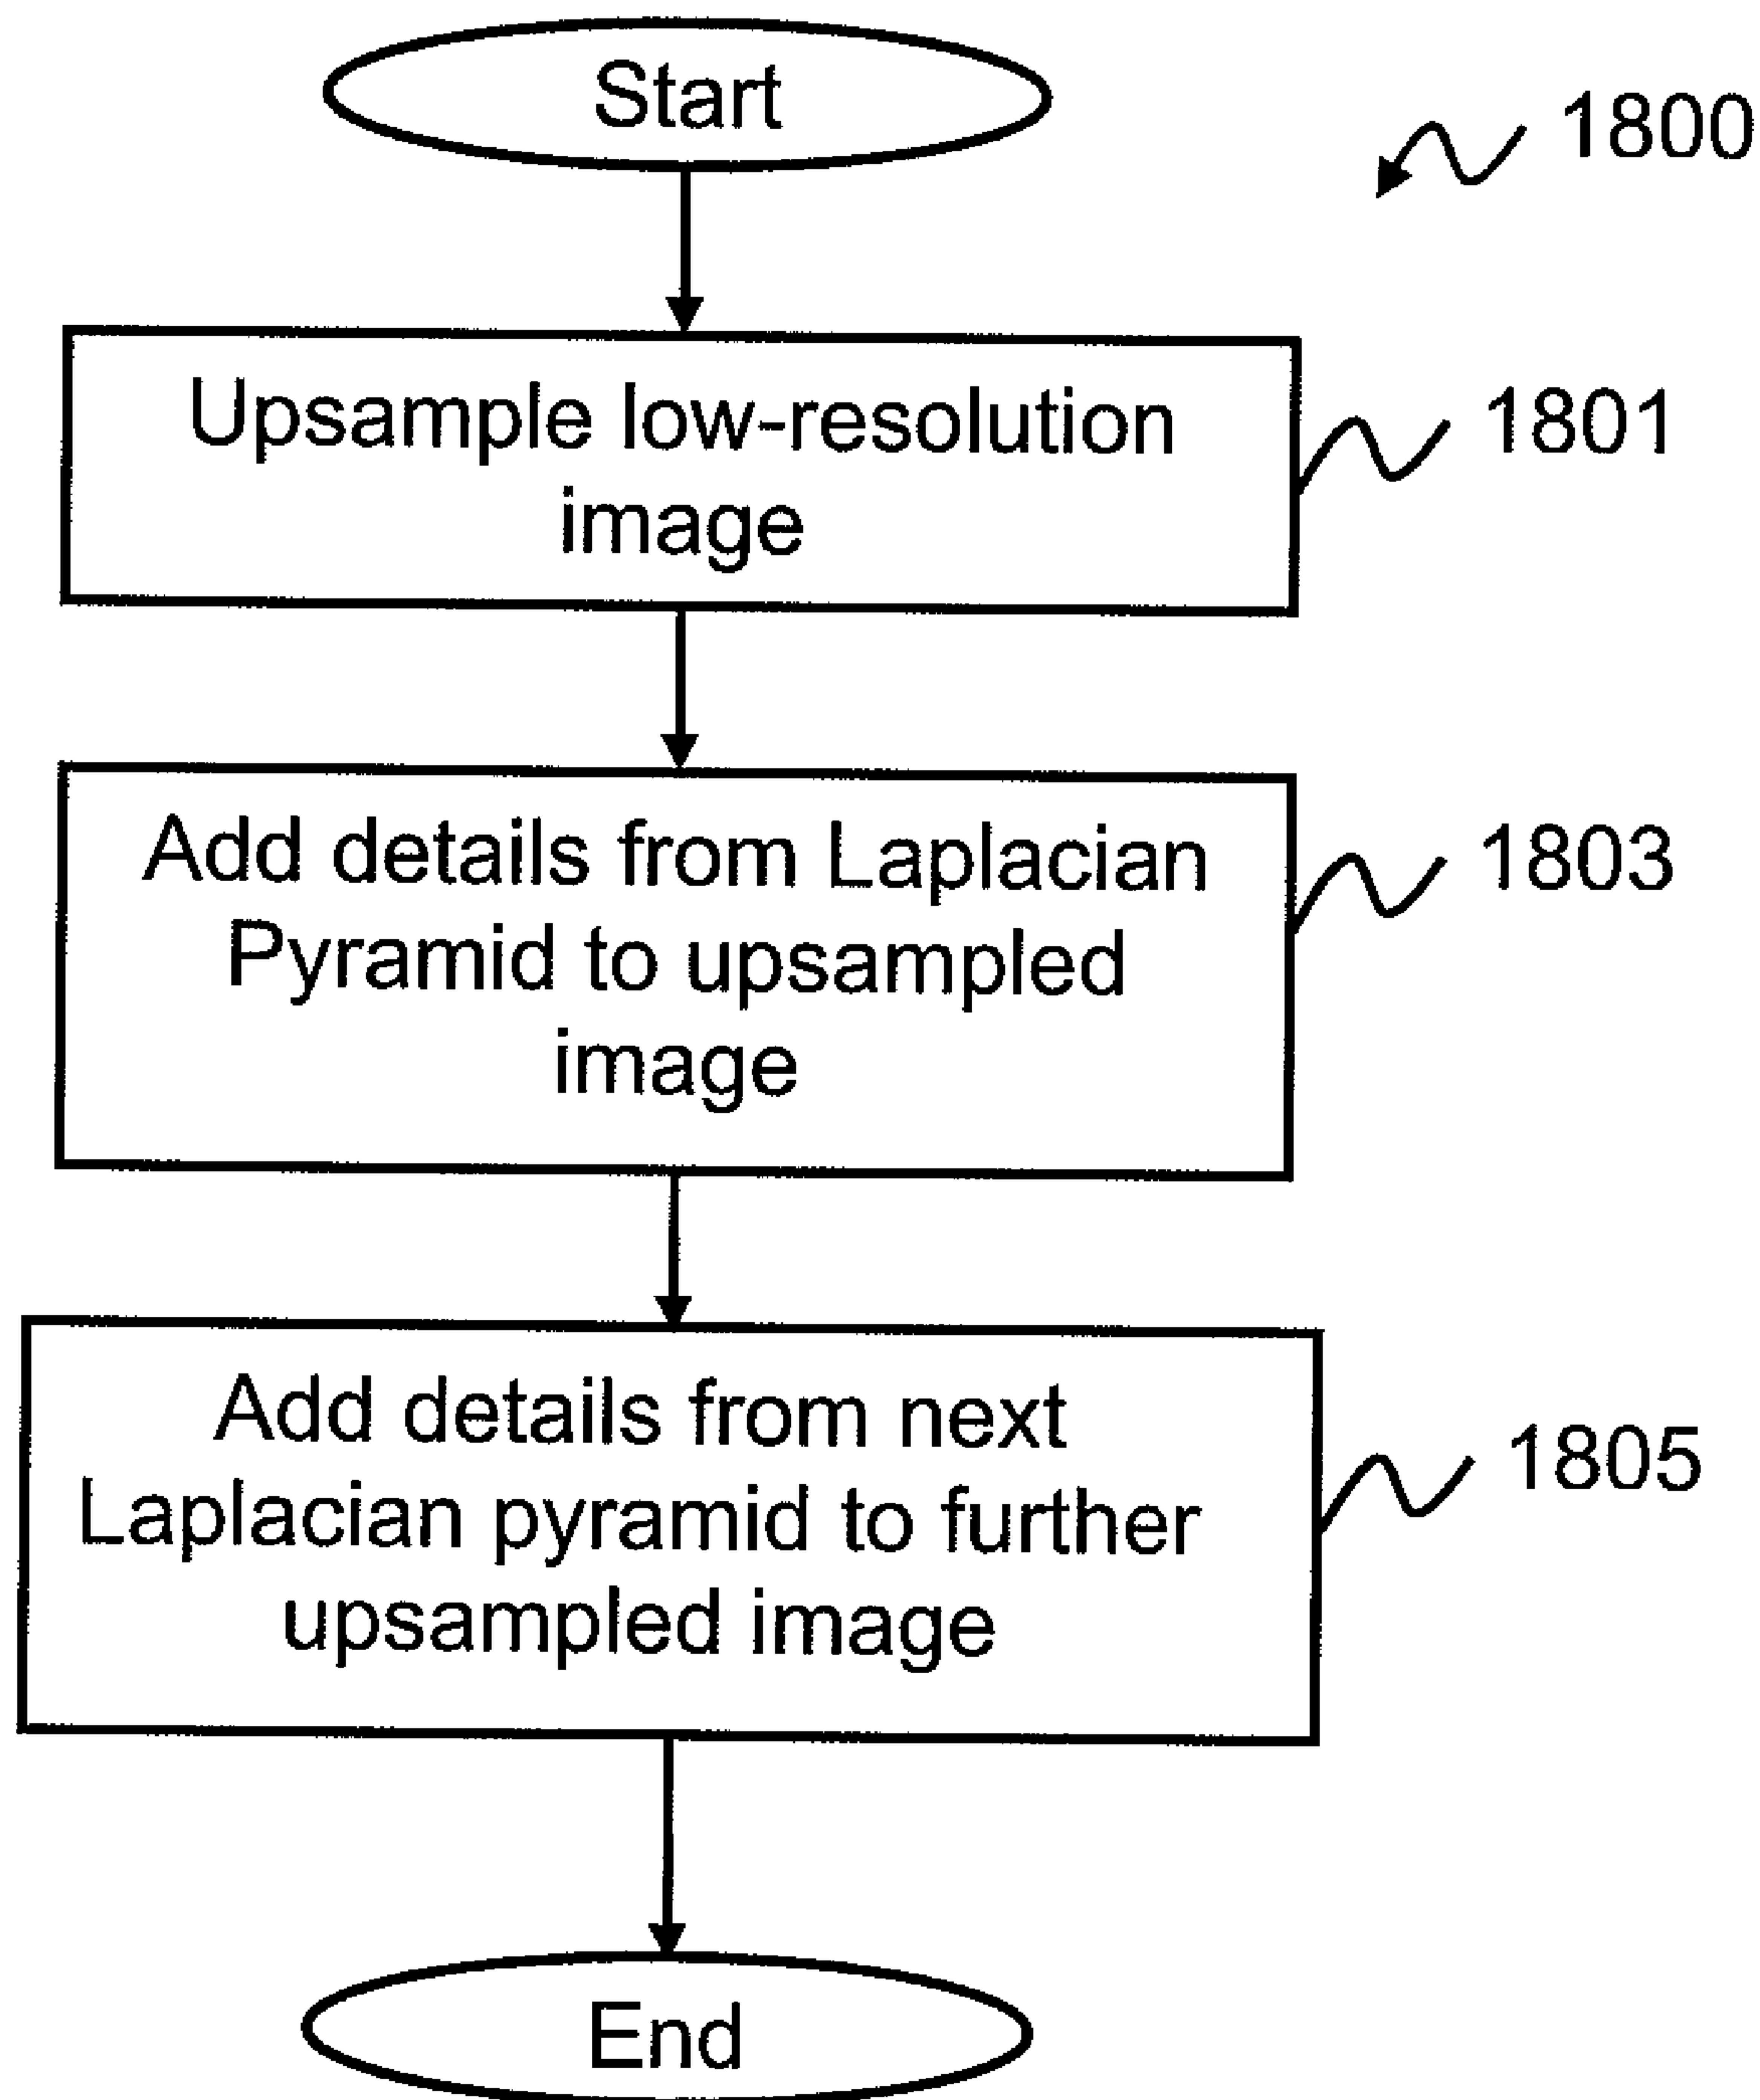 Start
1800
Upsample low-resolution
image
1801
Add details from Laplacian
Pyramid to upsampled
image
1803
Add details from next
Laplacian pyramid to further
upsampled image
1805
End